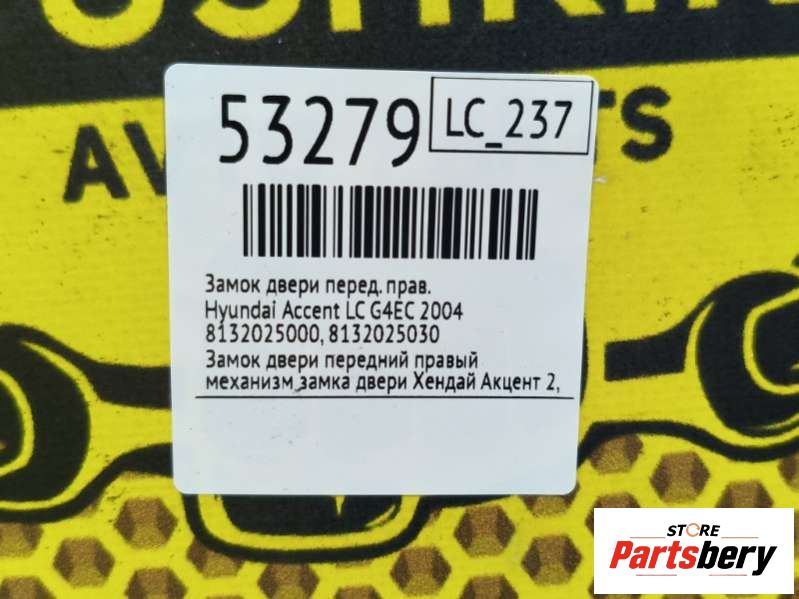 53279
LC_237
Замок двери перед. прав.
Hyundai Accent LC G4EC 2004
8132025000, 8132025030
Замок двери передний правый
механизм замка двери Хендай Акцент 2,
STORE
Partsbery